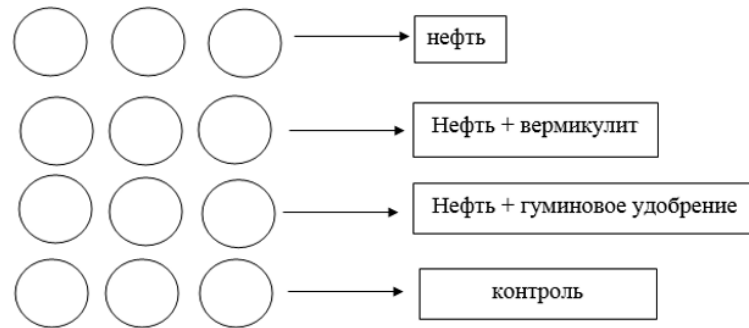 нефть
Нефть + вермикулит
Нефть + гуминовое удобрение
контроль